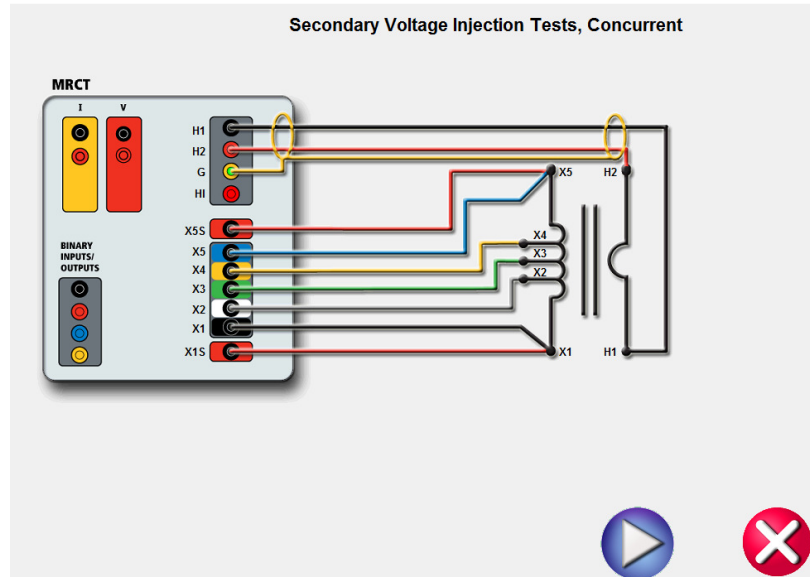 Secondary Voltage Injection Tests, Concurrent
MRCT
I
V
H1
H2
G
HI
X5S
X5
X4
X3
X2
X1
X1S
BINARY
INPUTS/
OUTPUTS
X5
H2
X4
X3
X2
X1
H1